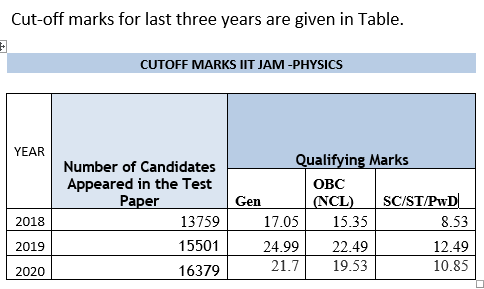 Cut-off marks for last three years are given in Table.
CUTOFF MARKS IIT JAM -PHYSICS
YEAR
Number of Candidates
Appeared in the Test
Paper
Qualifying Marks
Gen
OBC
(NCL)
SC/ST/PwD
2018 13759 17.05 15.35 8.53
2019 15501 24.99 22.49 12.49
2020 16379 21.7 19.53 10.85